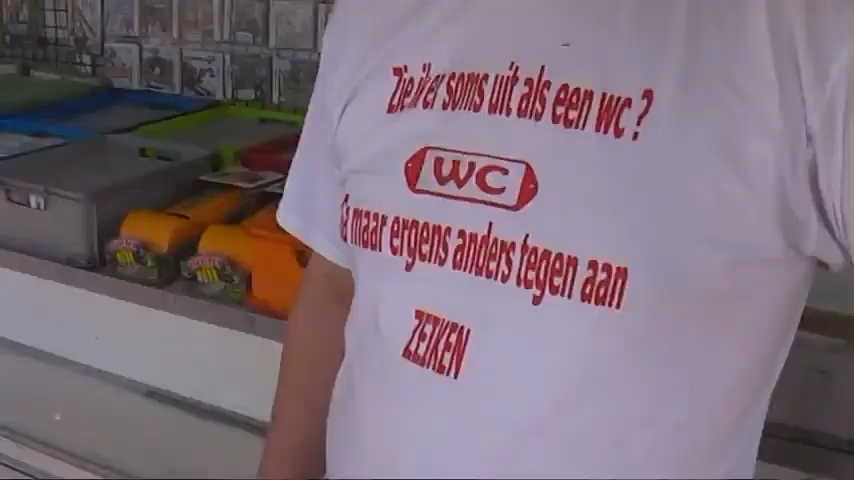 Zie ik er soms uit als een wc?
WC
Ga maar ergens anders tegen aan
ZEIKEN